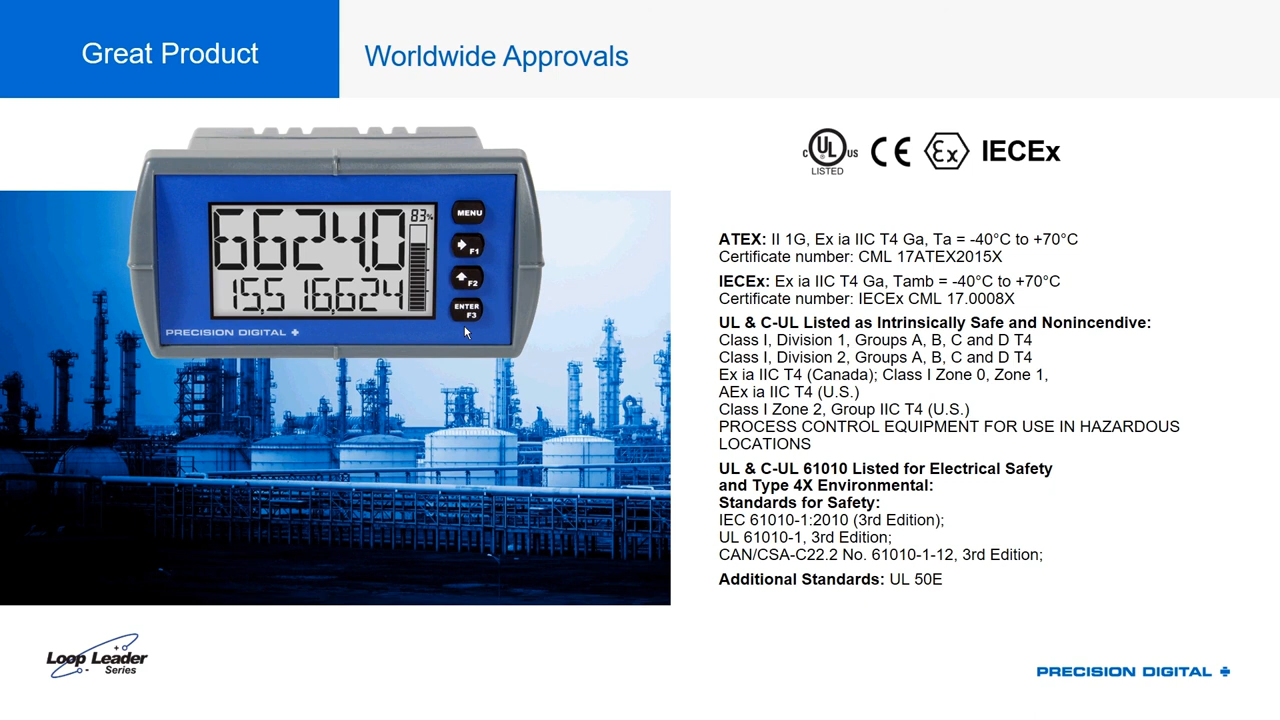 Great Product
Worldwide Approvals
66240
83%
15.5 16,624
MENU
F1
F2
ENTER
F3
PRECISION DIGITAL
C UL US
LISTED
CE
Ex
IECEx
ATEX: II 1G, Ex ia IIC T4 Ga, Ta = -40°C to +70°C
Certificate number: CML 17ATEX2015X
IECEx: Ex ia IIC T4 Ga, Tamb = -40°C to +70°C
Certificate number: IECEx CML 17.0008X
UL & C-UL Listed as Intrinsically Safe and Nonincendive:
Class I, Division 1, Groups A, B, C and D T4
Class I, Division 2, Groups A, B, C and D T4
Ex ia IIC T4 (Canada); Class I Zone 0, Zone 1,
AEx ia IIC T4 (U.S.)
Class I Zone 2, Group IIC T4 (U.S.)
PROCESS CONTROL EQUIPMENT FOR USE IN HAZARDOUS
LOCATIONS
UL & C-UL 61010 Listed for Electrical Safety
and Type 4X Environmental:
Standards for Safety:
IEC 61010-1:2010 (3rd Edition);
UL 61010-1, 3rd Edition;
CAN/CSA-C22.2 No. 61010-1-12, 3rd Edition;
Additional Standards: UL 50E
Loop Leader
Series
PRECISION DIGITAL